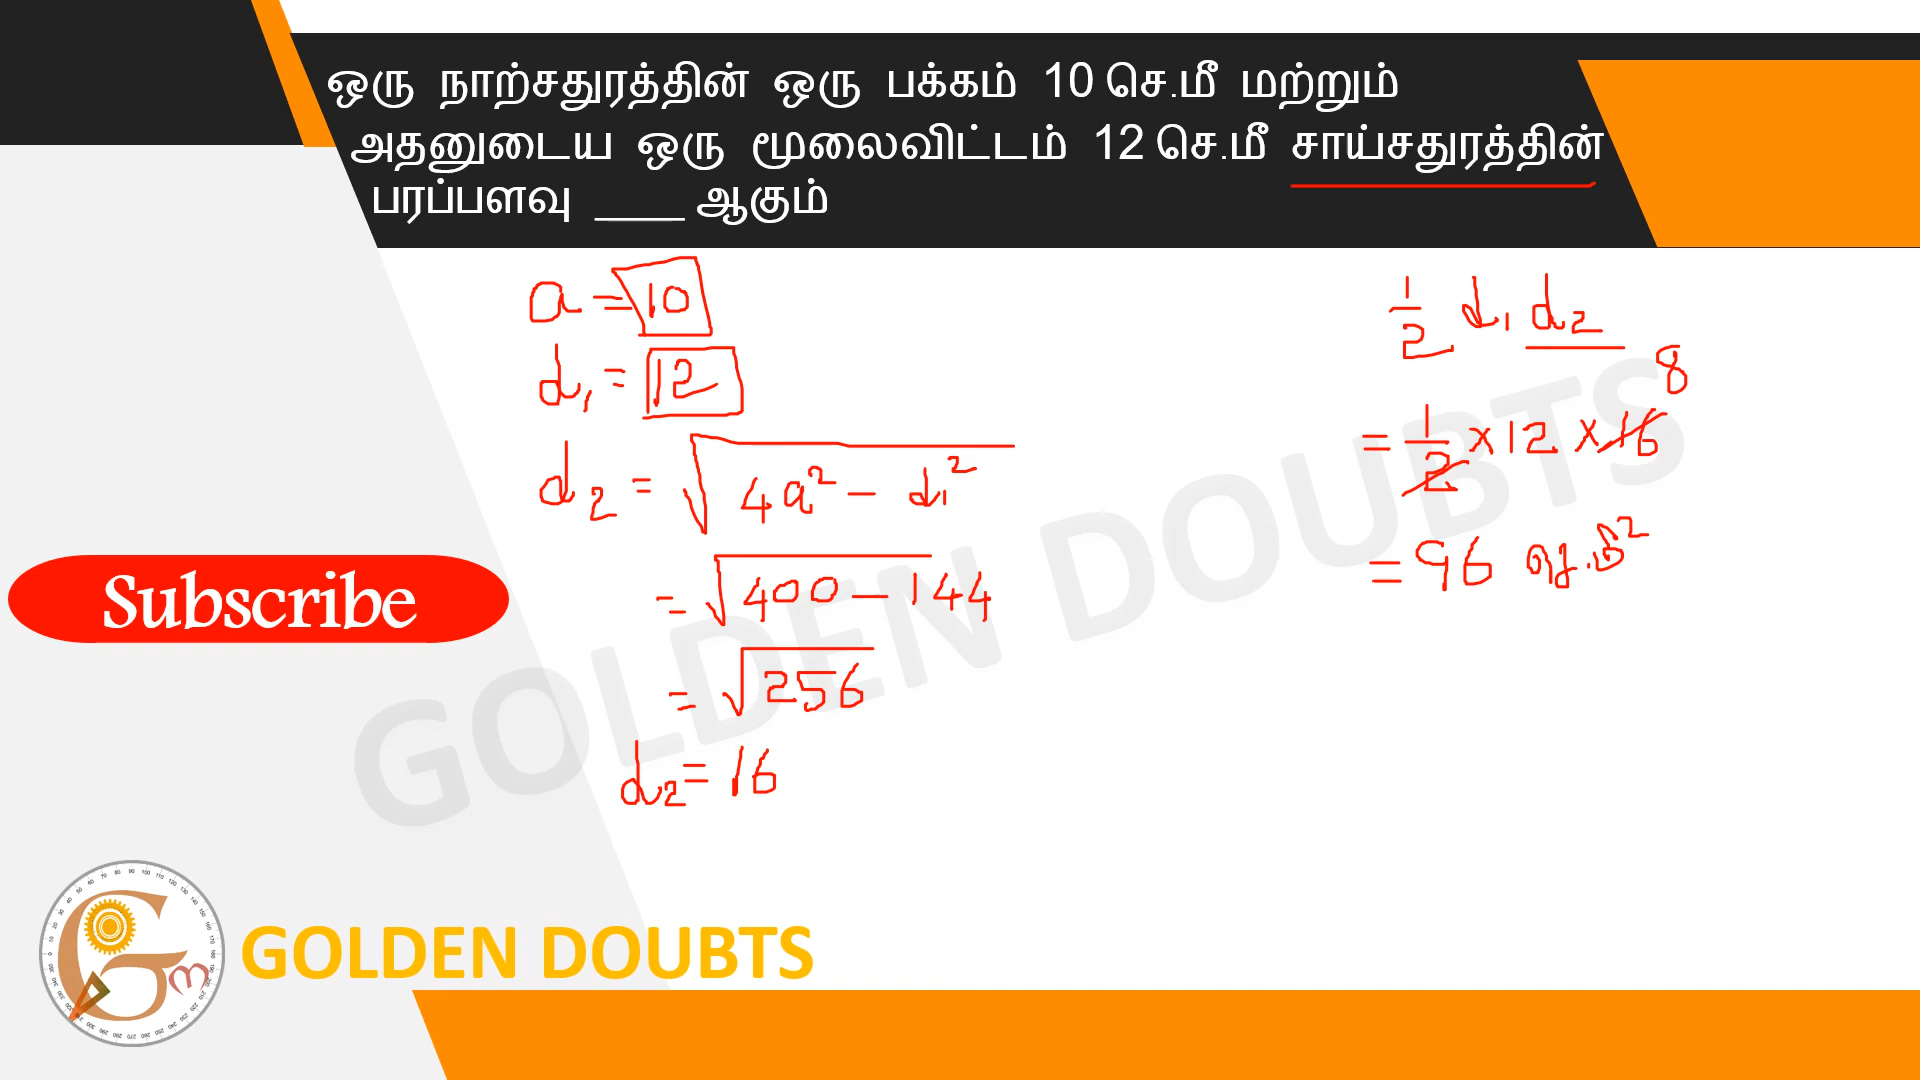 ஒரு நாற்சதுரத்தின் ஒரு பக்கம் 10 செ.மீ மற்றும்
அதனுடைய ஒரு மூலைவிட்டம் 12 செ.மீ சாய்சதுரத்தின்
பரப்பளவு ____ ஆகும்
a = 10
d₁ = 12
d₂ = √4a² − d₁²
= √400 − 144
= √256
d₂ = 16
1/2 d₁ d₂
8
= 1/2 × 12 × 16
= 96 செ.மீ²
Subscribe
GOLDEN DOUBTS
GOLDEN DOUBTS